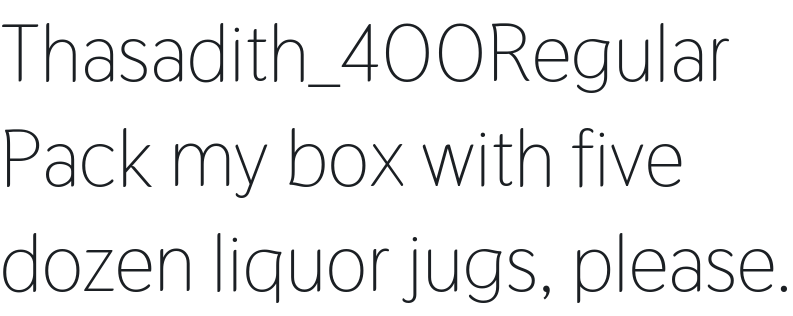 Thasadith_400Regular
Pack my box with five
dozen liquor jugs, please.